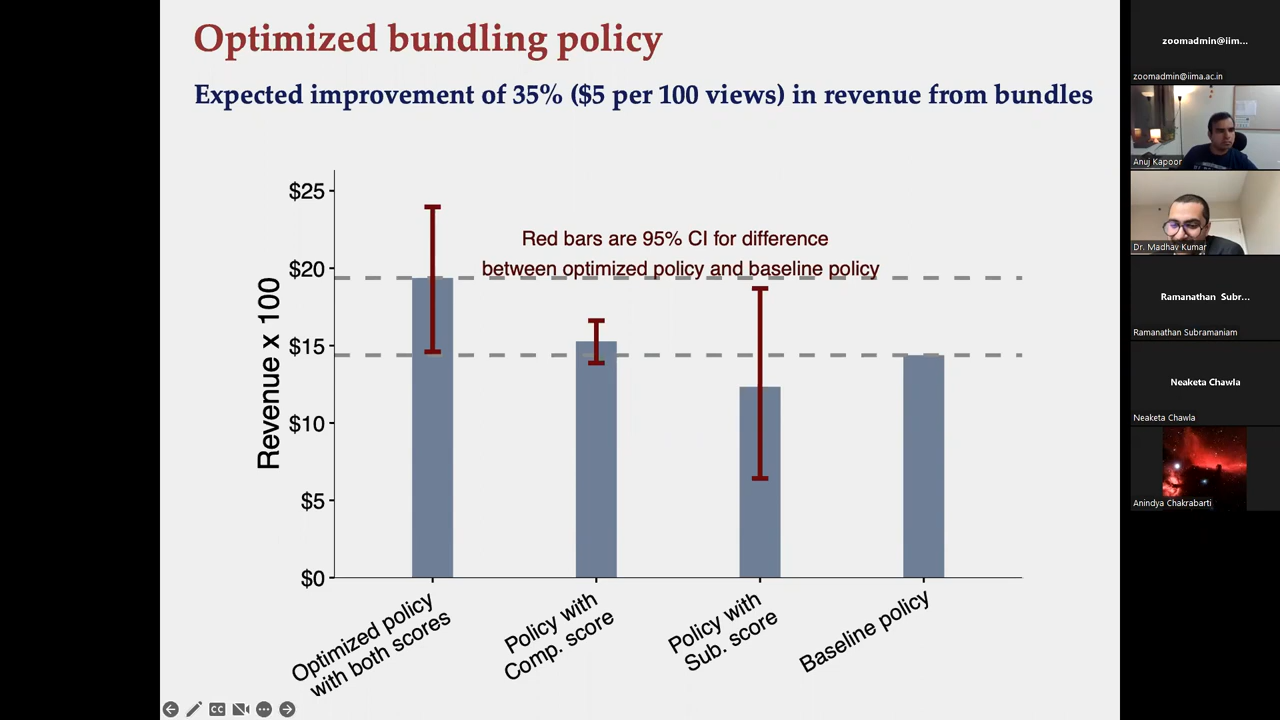 Optimized bundling policy
Expected improvement of 35% ($5 per 100 views) in revenue from bundles
Revenue x 100
$25
$20
$15
$10
$5
$0
Red bars are 95% CI for difference
between optimized policy and baseline policy
Optimized policy
with both scores
Policy with
Comp. score
Policy with
Sub. score
Baseline policy
CC
zoomadmin@iim...
zoomadmin@iima.ac.in
Anuj Kapoor
Dr. Madhav Kumar
Ramanathan Subr...
Ramanathan Subramaniam
Neaketa Chawla
Neaketa Chawla
Anindya Chakrabarti